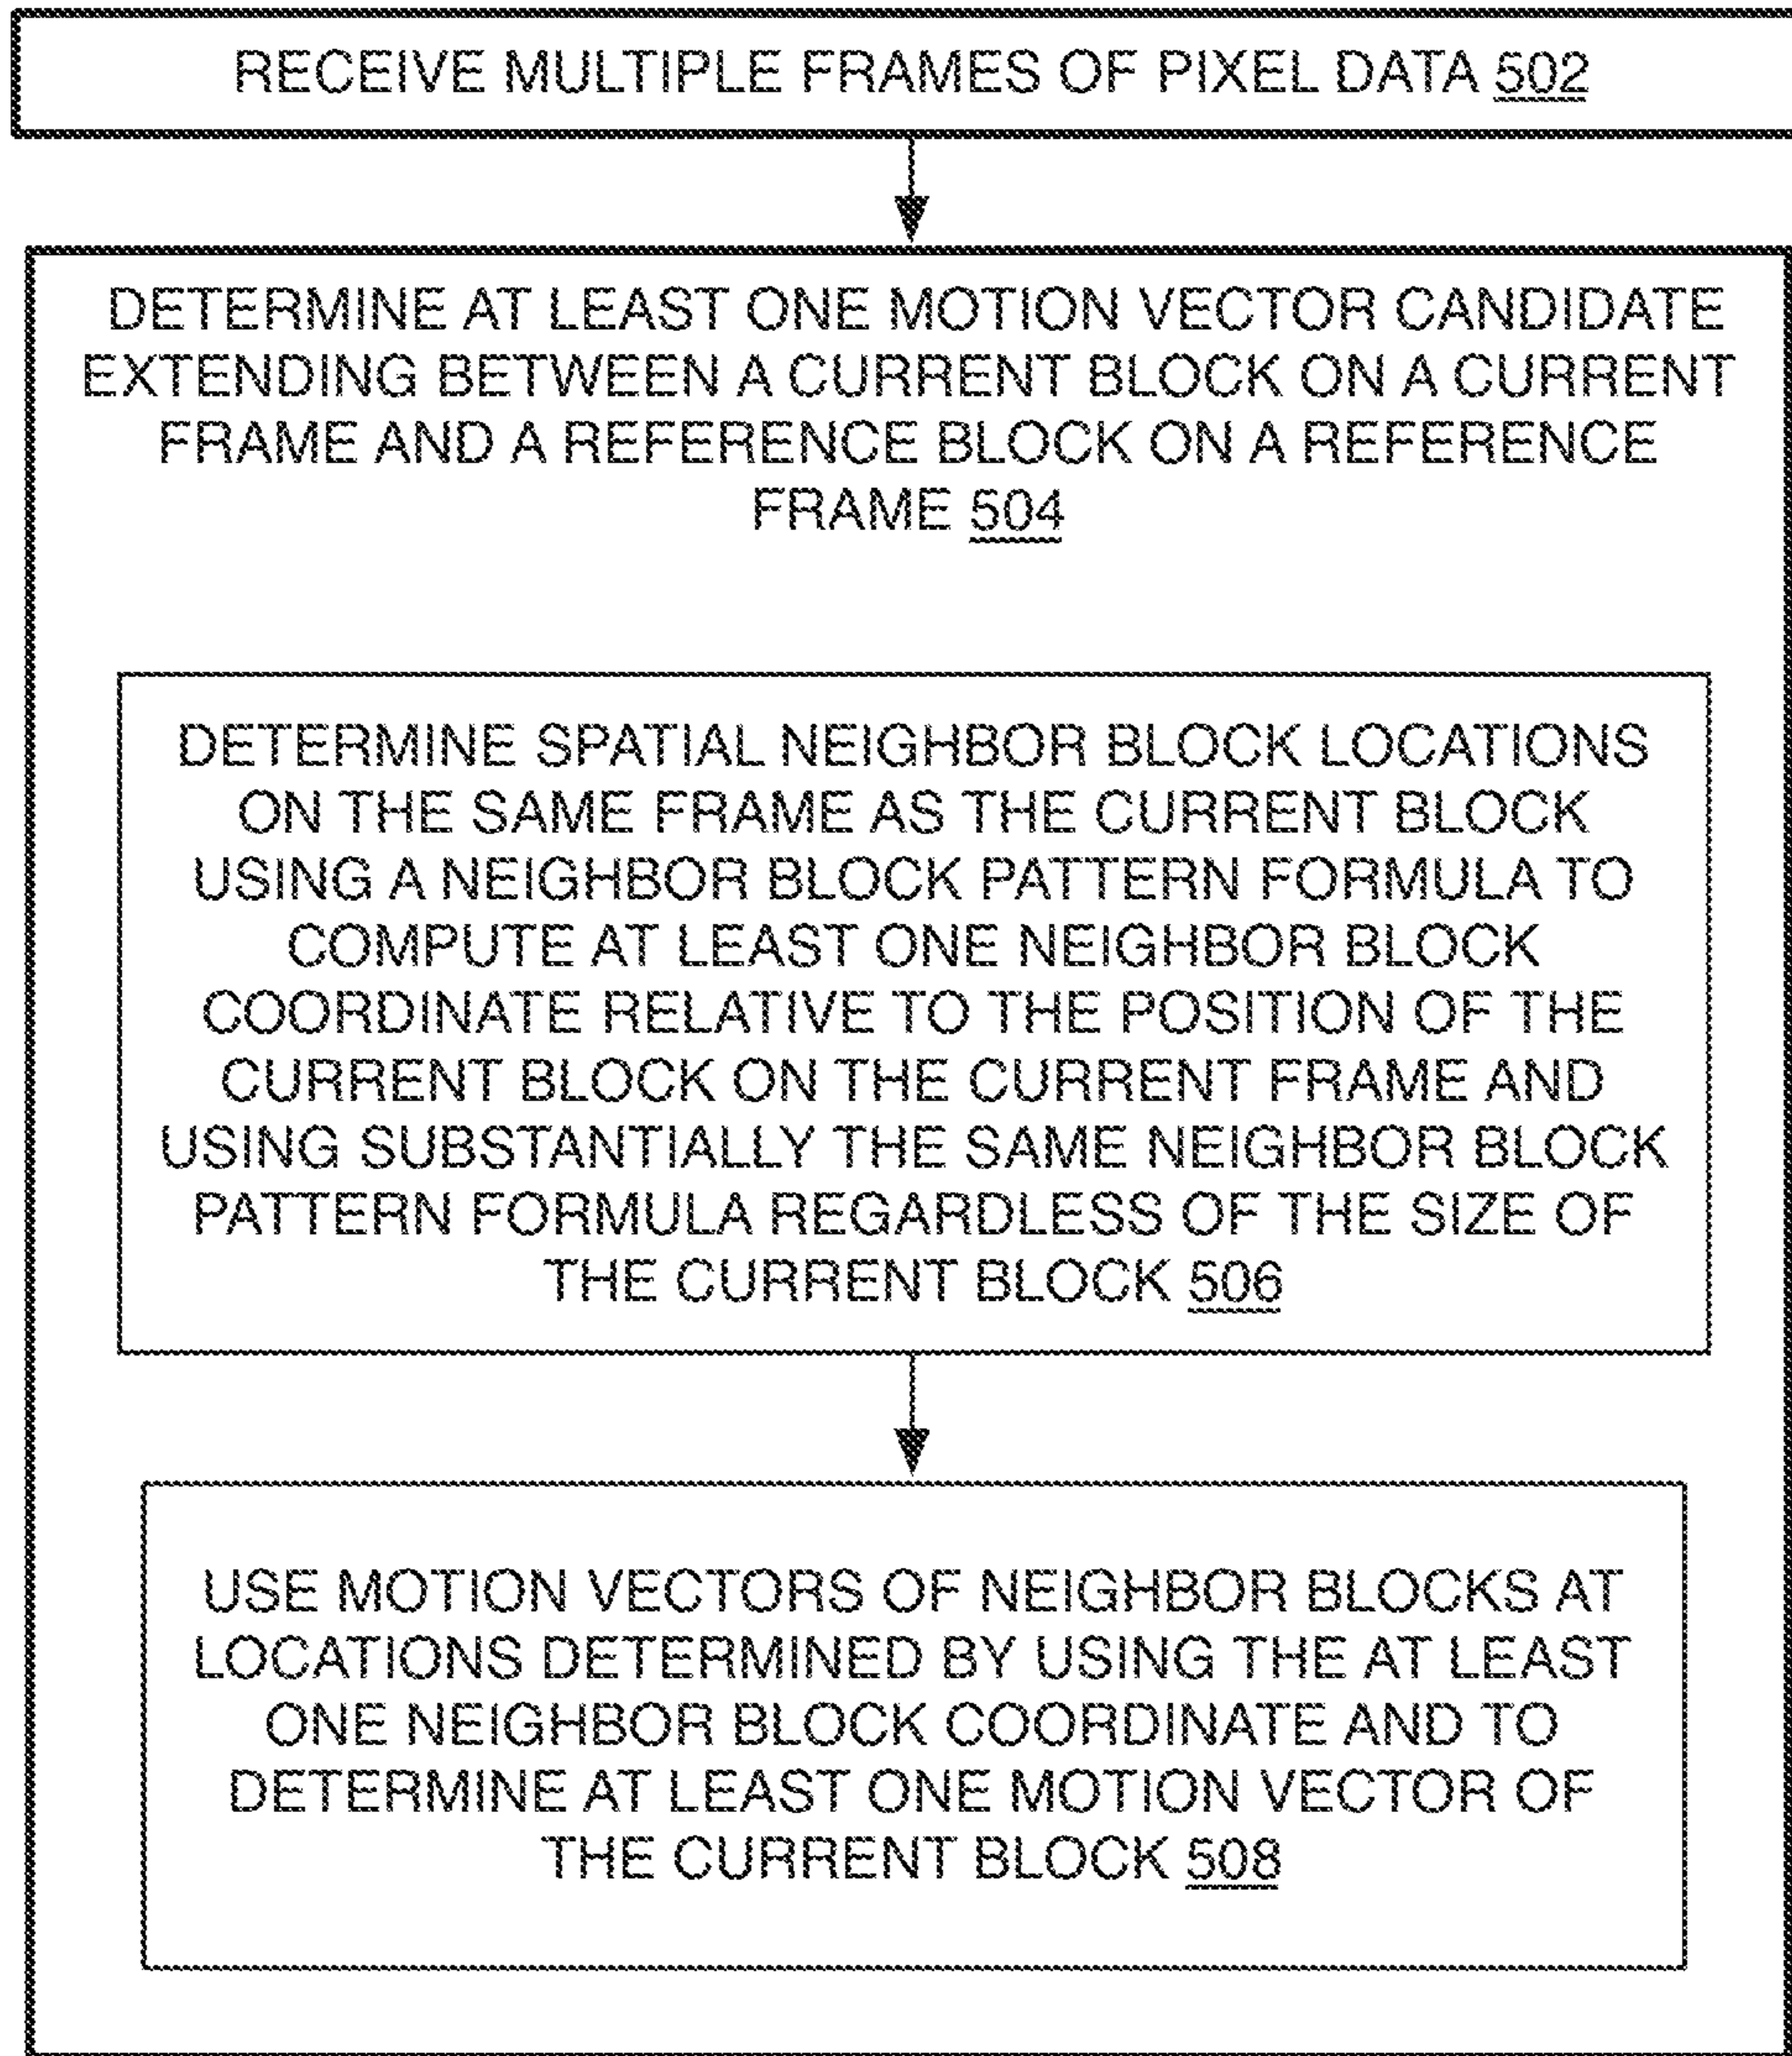 RECEIVE MULTIPLE FRAMES OF PIXEL DATA 502
DETERMINE AT LEAST ONE MOTION VECTOR CANDIDATE
EXTENDING BETWEEN A CURRENT BLOCK ON A CURRENT
FRAME AND A REFERENCE BLOCK ON A REFERENCE
FRAME 504
DETERMINE SPATIAL NEIGHBOR BLOCK LOCATIONS
ON THE SAME FRAME AS THE CURRENT BLOCK
USING A NEIGHBOR BLOCK PATTERN FORMULA TO
COMPUTE AT LEAST ONE NEIGHBOR BLOCK
COORDINATE RELATIVE TO THE POSITION OF THE
CURRENT BLOCK ON THE CURRENT FRAME AND
USING SUBSTANTIALLY THE SAME NEIGHBOR BLOCK
PATTERN FORMULA REGARDLESS OF THE SIZE OF
THE CURRENT BLOCK 506
USE MOTION VECTORS OF NEIGHBOR BLOCKS AT
LOCATIONS DETERMINED BY USING THE AT LEAST
ONE NEIGHBOR BLOCK COORDINATE AND TO
DETERMINE AT LEAST ONE MOTION VECTOR OF
THE CURRENT BLOCK 508